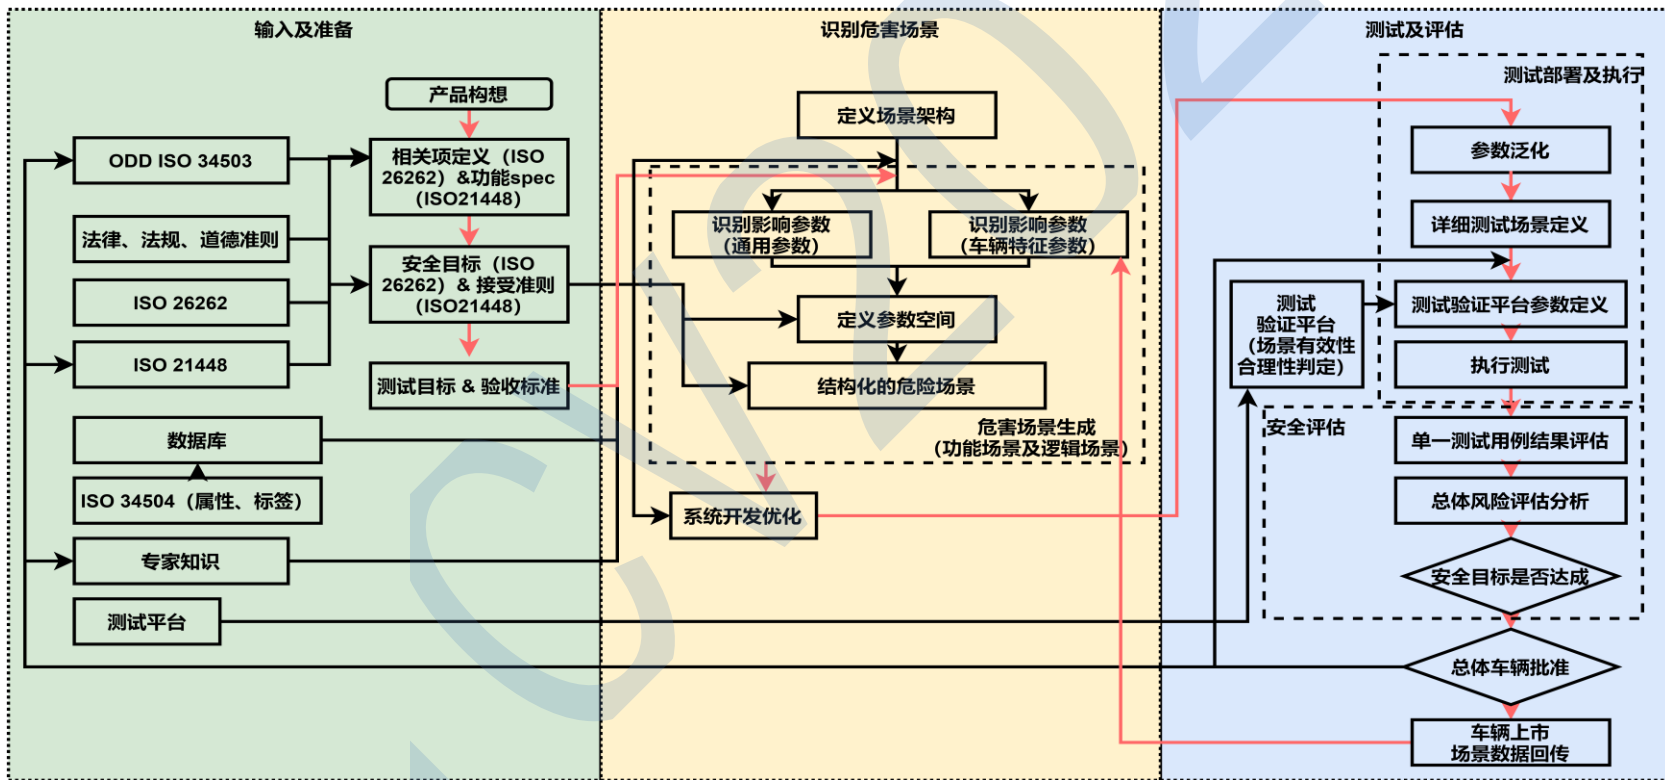 输入及准备
产品构想
ODD ISO 34503
相关项定义（ISO
26262）&功能spec
（ISO21448）
法律、法规、道德准则
安全目标（ISO
26262）& 接受准则
（ISO21448）
ISO 26262
ISO 21448
测试目标 & 验收标准
数据库
ISO 34504（属性、标签）
专家知识
测试平台
识别危害场景
定义场景架构
识别影响参数
（通用参数）
识别影响参数
（车辆特征参数）
定义参数空间
结构化的危险场景
危害场景生成
（功能场景及逻辑场景）
系统开发优化
测试及评估
测试部署及执行
参数泛化
详细测试场景定义
测试
验证平台
（场景有效性
合理性判定）
测试验证平台参数定义
执行测试
安全评估
单一测试用例结果评估
总体风险评估分析
安全目标是否达成
总体车辆批准
车辆上市
场景数据回传